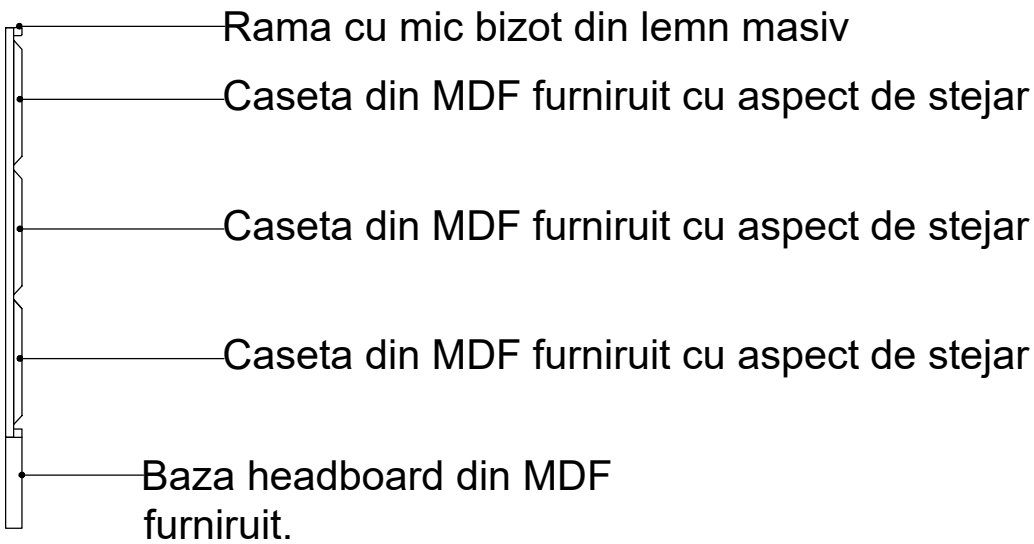 Rama cu mic bizot din lemn masiv
Caseta din MDF furniruit cu aspect de stejar
Caseta din MDF furniruit cu aspect de stejar
Caseta din MDF furniruit cu aspect de stejar
Baza headboard din MDF
furniruit.